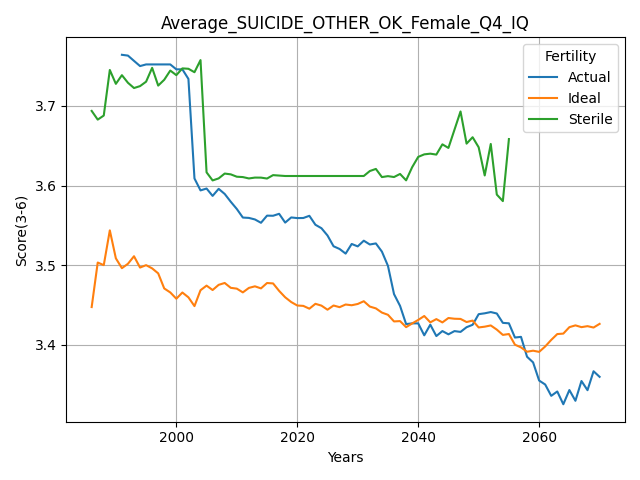 Average_SUICIDE_OTHER_OK_Female_Q4_IQ
Fertility
Actual
Ideal
Sterile
Score(3-6)
3.7
3.6
3.5
3.4
2000 2020 2040 2060
Years